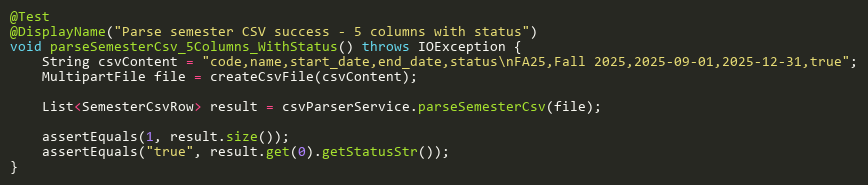 @Test
@DisplayName("Parse semester CSV success - 5 columns with status")
void parseSemesterCsv_5Columns_WithStatus() throws IOException {
    String csvContent = "code,name,start_date,end_date,status\nFA25,Fall 2025,2025-09-01,2025-12-31,true";
    MultipartFile file = createCsvFile(csvContent);

    List<SemesterCsvRow> result = csvParserService.parseSemesterCsv(file);

    assertEquals(1, result.size());
    assertEquals("true", result.get(0).getStatusStr());
}